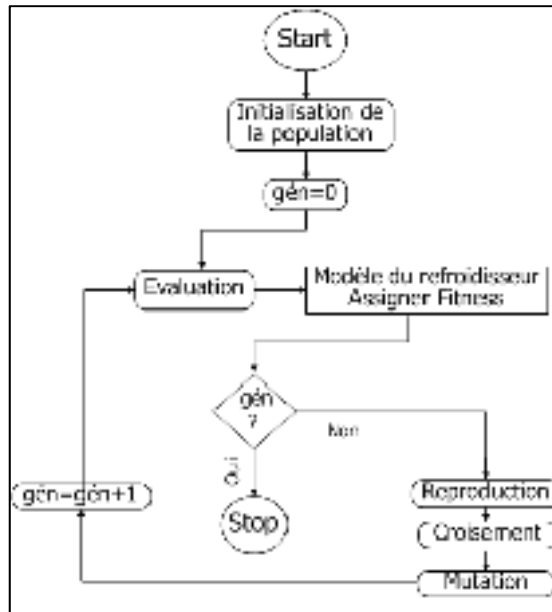 Start
Initialisation de
la population
gén=0
Evaluation
Modèle du refroidisseur
Assigner Fitness
gén
?
Non
Oui
gén=gén+1
Stop
Reproduction
Croisement
Mutation